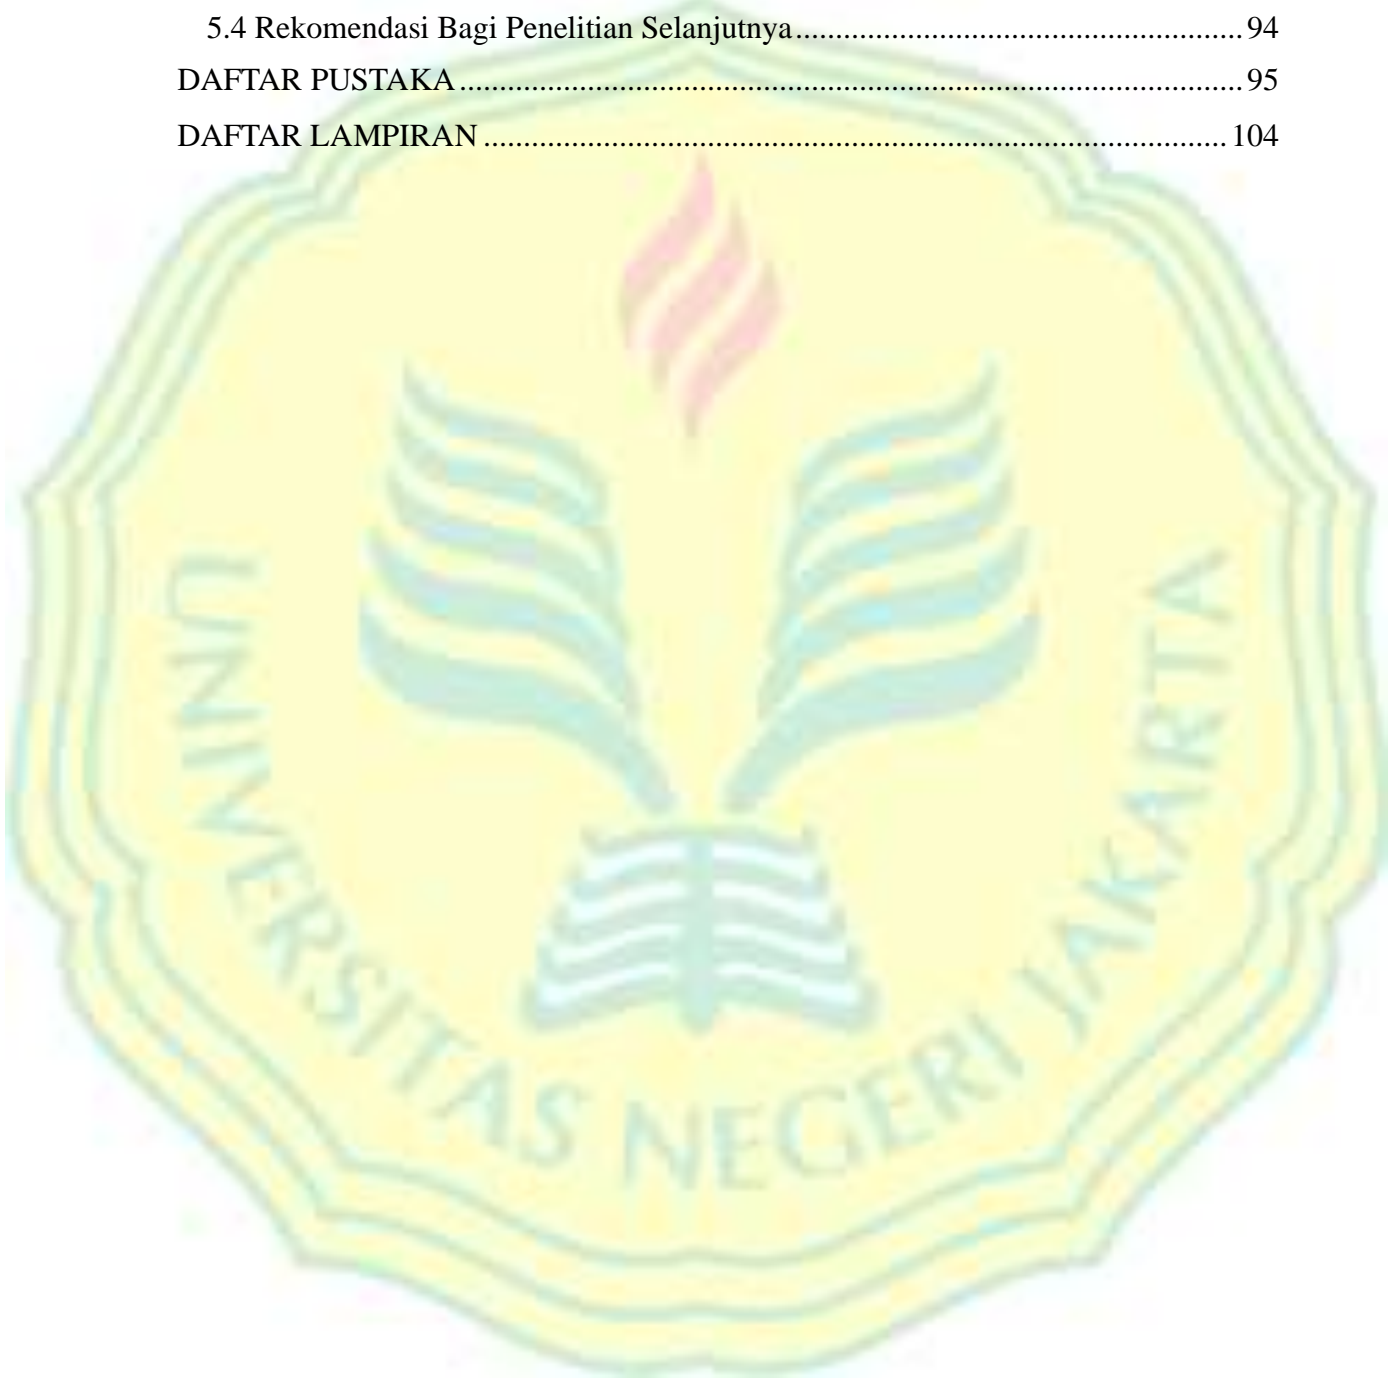 5.4 Rekomendasi Bagi Penelitian Selanjutnya........................................................94
DAFTAR PUSTAKA..................................................................................................95
DAFTAR LAMPIRAN.............................................................................................104
UNIVERSITAS NEGERI JAKARTA